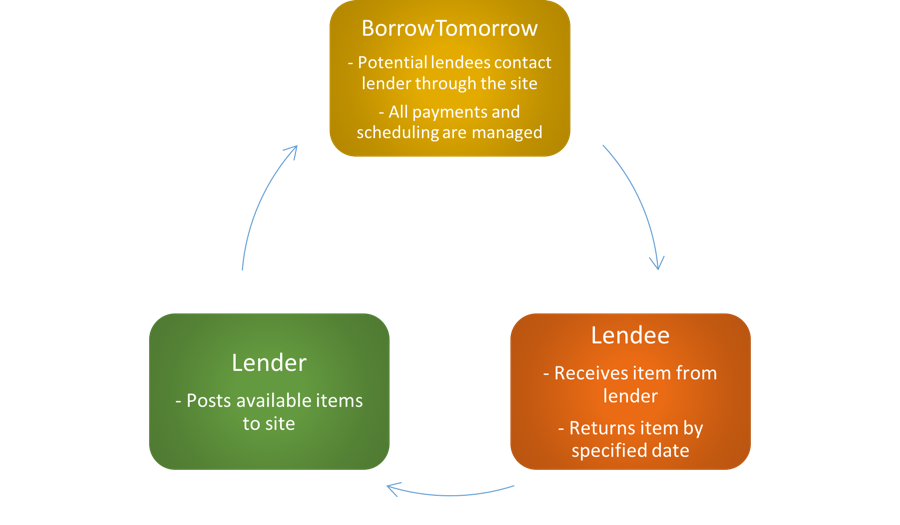 BorrowTomorrow
- Potential lendees contact
lender through the site
- All payments and
scheduling are managed
Lender
- Posts available items
to site
Lendee
- Receives item from
lender
- Returns item by
specified date